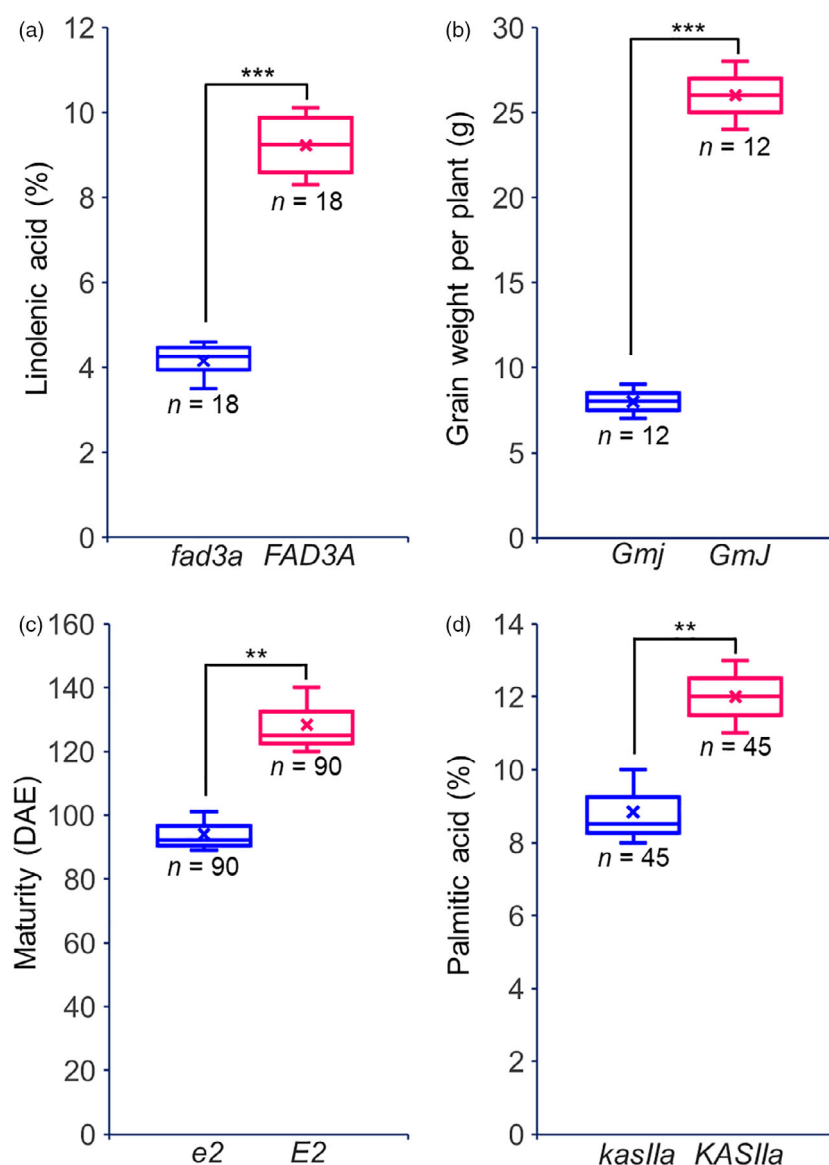 (a)
Linolenic acid (%)
12
10
8
6
4
2
0
***
n = 18
n = 18
fad3a FAD3A
(b)
Grain weight per plant (g)
30
25
20
15
10
5
0
***
n = 12
n = 12
Gmj GmJ
(c)
Maturity (DAE)
160
140
120
100
80
60
40
20
0
**
n = 90
n = 90
e2 E2
(d)
Palmitic acid (%)
14
12
10
8
6
4
2
0
**
n = 45
n = 45
kasIIa KASIIa